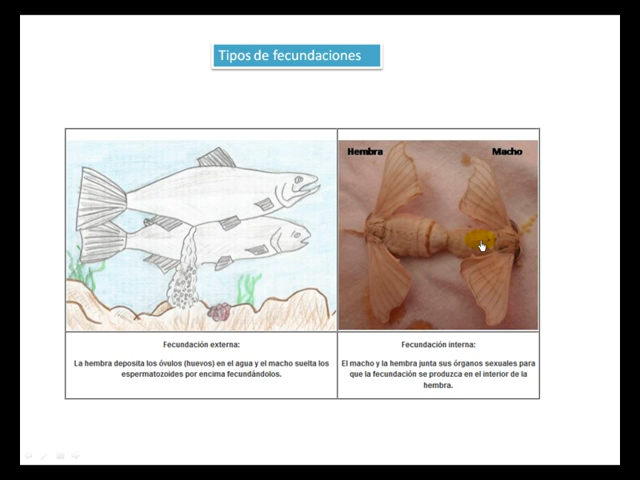 Tipos de fecundaciones
Hembra
Macho
Fecundación externa:
La hembra deposita los óvulos (huevos) en el agua y el macho suelta los
espermatozoides por encima fecundándolos.
Fecundación interna:
El macho y la hembra junta sus órganos sexuales para
que la fecundación se produzca en el interior de la
hembra.